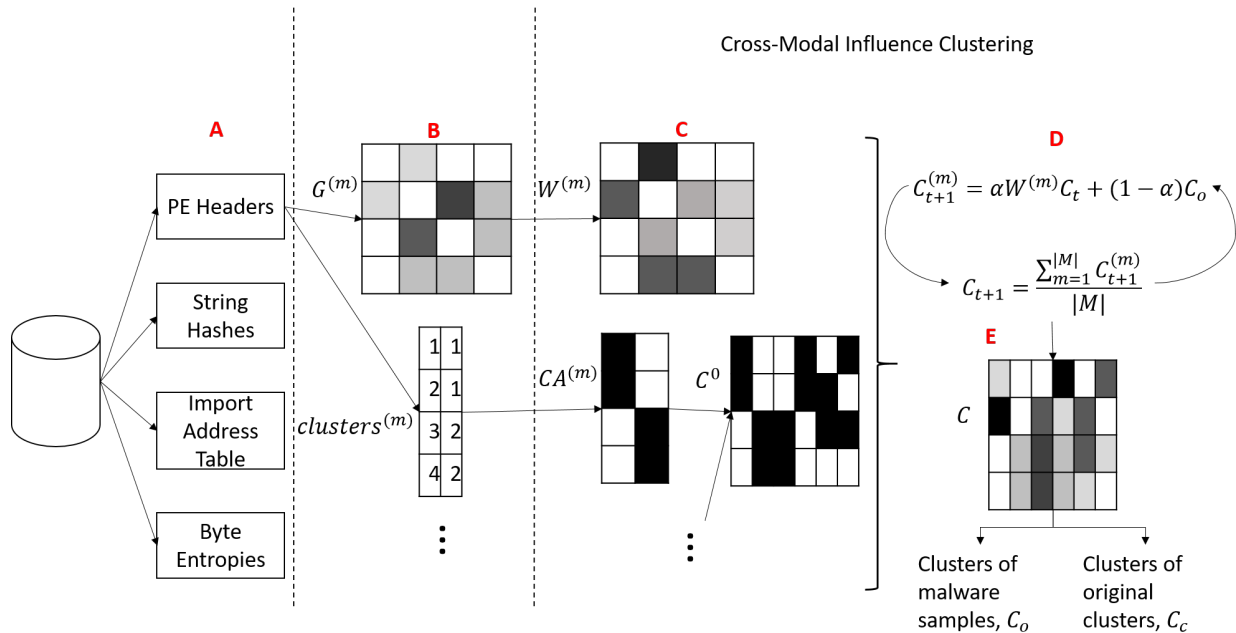 Cross-Modal Influence Clustering
A
PE Headers
String
Hashes
Import
Address
Table
Byte
Entropies
B
G^{(m)}
clusters^{(m)}
1 1
2 1
3 2
4 2
⋮
C
W^{(m)}
CA^{(m)}
C^0
⋮
D
C_{t+1}^{(m)} = αW^{(m)}C_t + (1 − α)C_o
C_{t+1} = \frac{\sum_{m=1}^{|M|} C_{t+1}^{(m)}}{|M|}
E
C
Clusters of
malware
samples, C_o
Clusters of
original
clusters, C_c